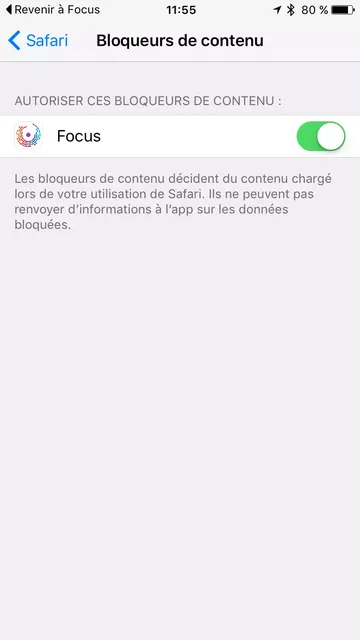 Revenir à Focus 11:55 80 %
Safari Bloqueurs de contenu
AUTORISER CES BLOQUEURS DE CONTENU :
Focus
Les bloqueurs de contenu décident du contenu chargé
lors de votre utilisation de Safari. Ils ne peuvent pas
renvoyer d’informations à l’app sur les données
bloquées.